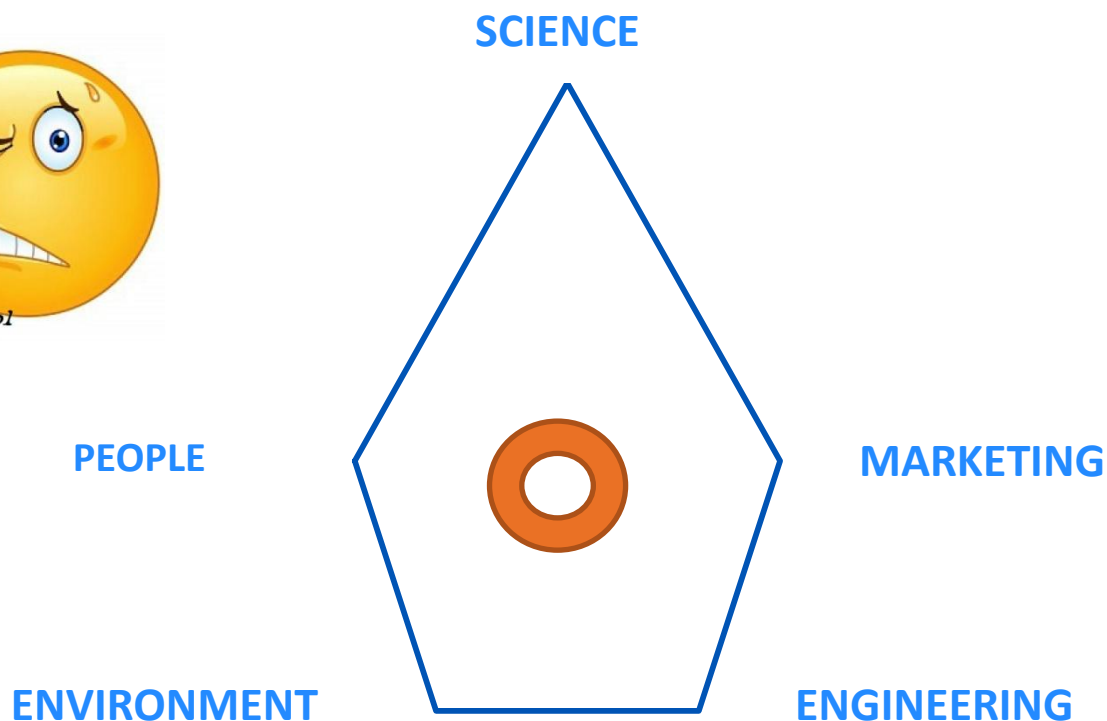 SCIENCE
PEOPLE
MARKETING
ENVIRONMENT
ENGINEERING